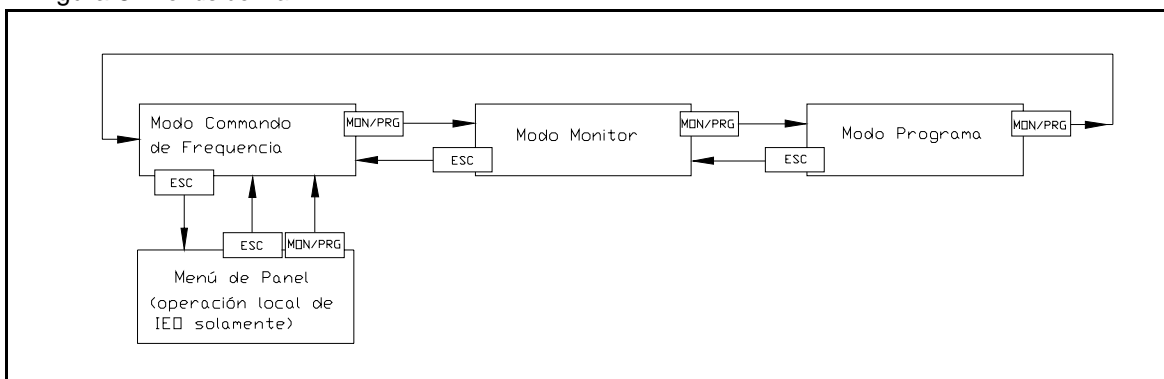 Modo Commando
de Frequencia
MON/PRG
Modo Monitor
MON/PRG
Modo Programa
MON/PRG
ESC
ESC
ESC
ESC
MON/PRG
Menú de Panel
(operación local de
IEO solamente)